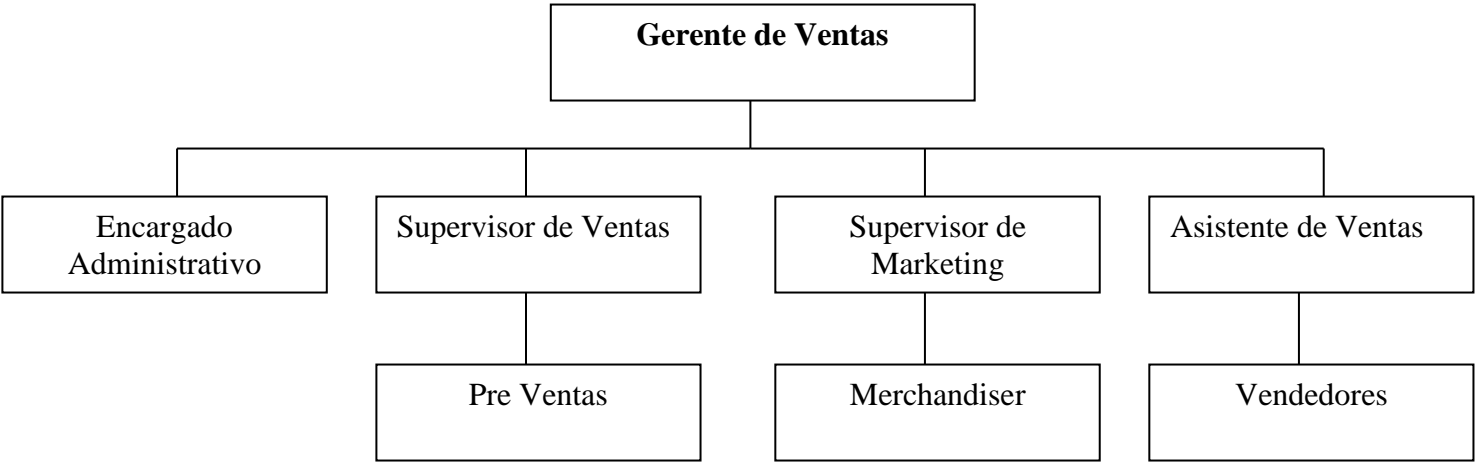 Gerente de Ventas
Encargado
Administrativo
Supervisor de Ventas
Supervisor de
Marketing
Asistente de Ventas
Pre Ventas
Merchandiser
Vendedores